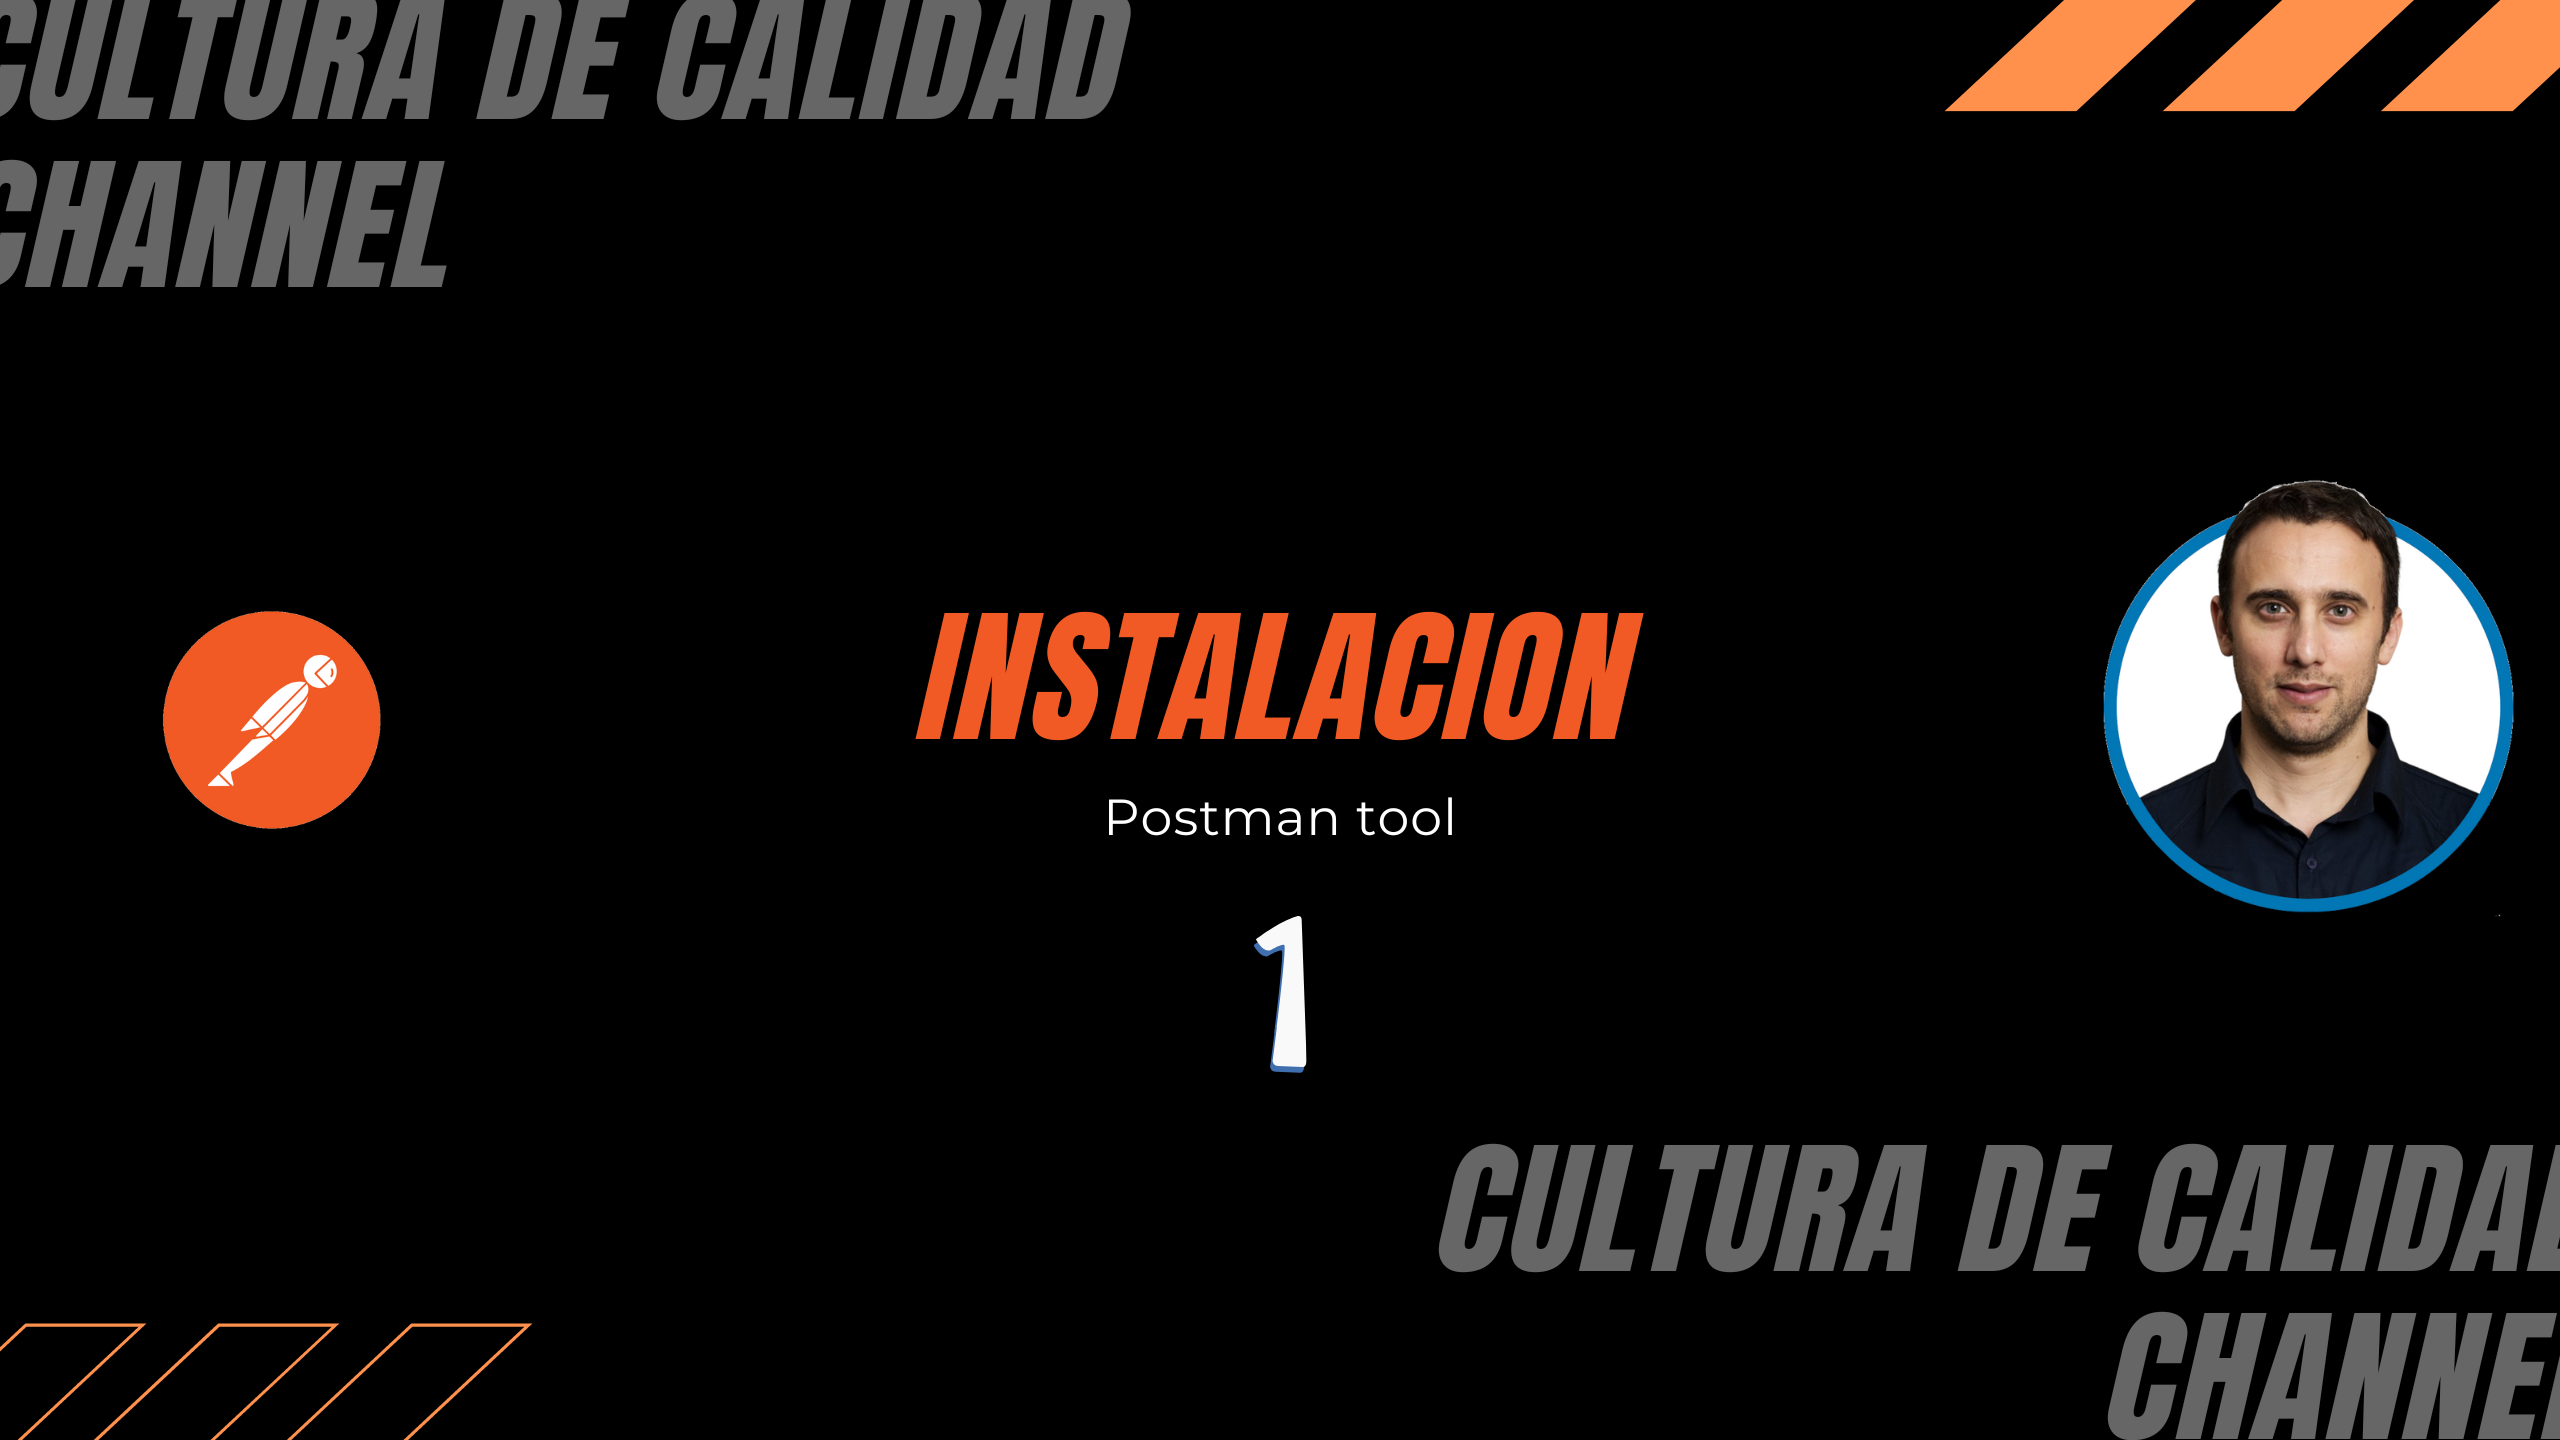 CULTURA DE CALIDAD
CHANNEL
INSTALACION
Postman tool
1
CULTURA DE CALIDAD
CHANNEL